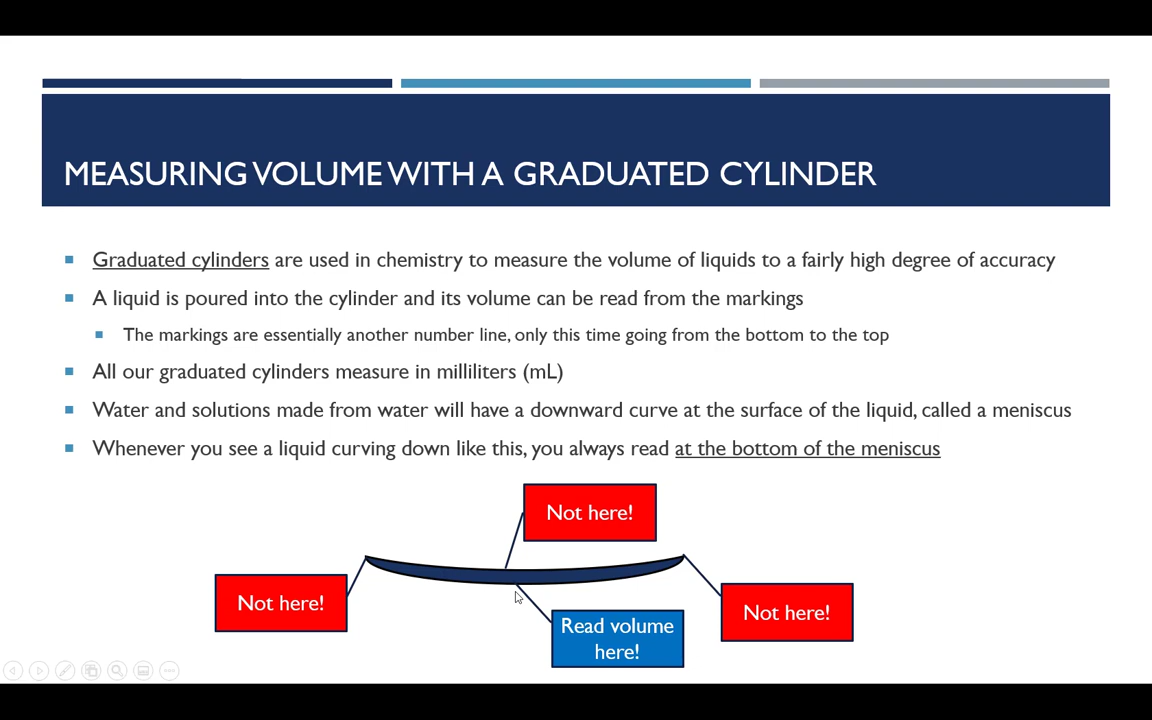 MEASURING VOLUME WITH A GRADUATED CYLINDER
Graduated cylinders are used in chemistry to measure the volume of liquids to a fairly high degree of accuracy
A liquid is poured into the cylinder and its volume can be read from the markings
The markings are essentially another number line, only this time going from the bottom to the top
All our graduated cylinders measure in milliliters (mL)
Water and solutions made from water will have a downward curve at the surface of the liquid, called a meniscus
Whenever you see a liquid curving down like this, you always read at the bottom of the meniscus
Not here!
Not here!
Not here!
Read volume
here!